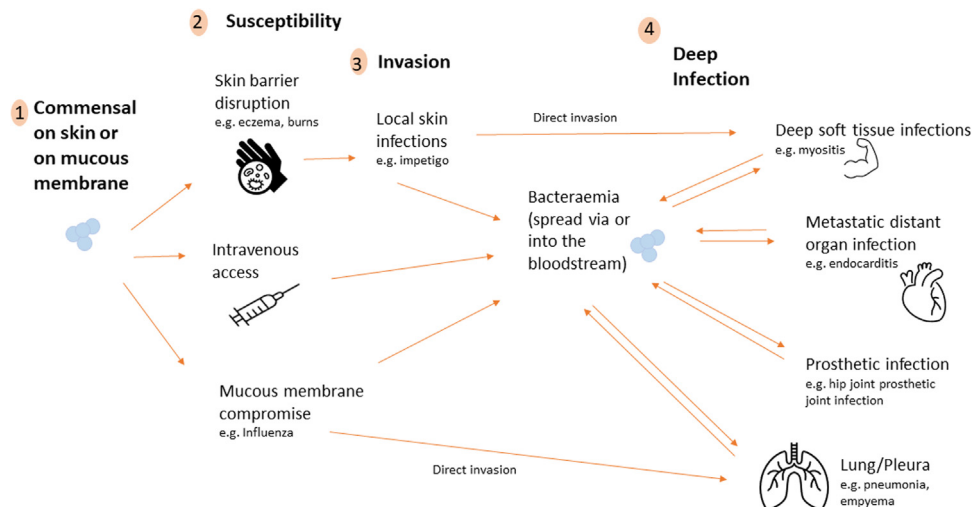 1
Commensal
on skin or
on mucous
membrane
2
Susceptibility
Skin barrier
disruption
e.g. eczema, burns
Intravenous
access
Mucous membrane
compromise
e.g. Influenza
3
Invasion
Local skin
infections
e.g. impetigo
Direct invasion
Bacteraemia
(spread via or
into the
bloodstream)
Direct invasion
4
Deep
Infection
Deep soft tissue infections
e.g. myositis
Metastatic distant
organ infection
e.g. endocarditis
Prosthetic infection
e.g. hip joint prosthetic
joint infection
Lung/Pleura
e.g. pneumonia,
empyema